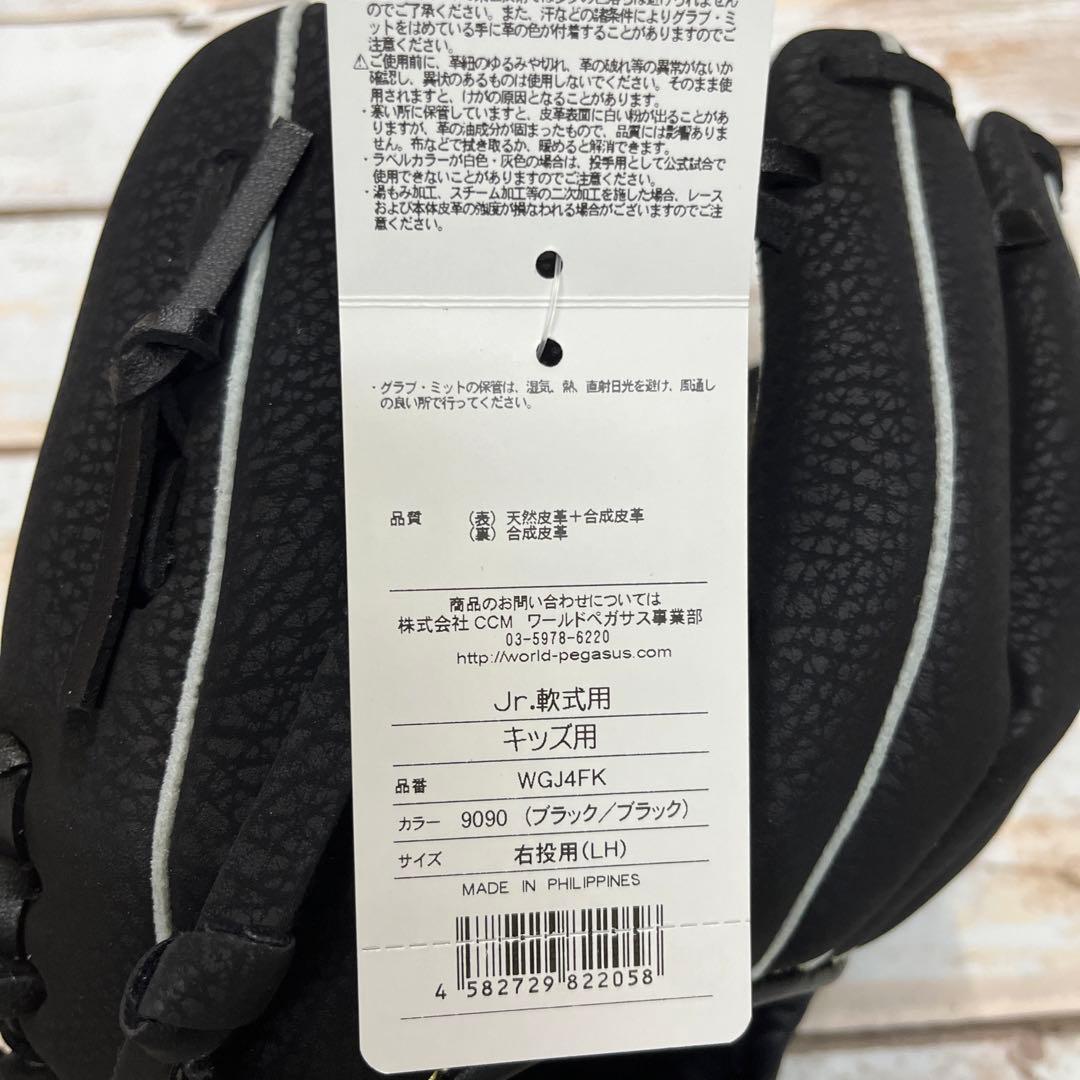 のでご了承ください。また、汗などの諸条件によりグラブ・ミ
ットをはめている手に革の色が付着することがありますのでご
注意ください。
⚠ご使用前に、革紐のゆるみや切れ、革の破れ等の異常がないか
確認し、異状のあるものは使用しないでください。そのまま使
用されますと、けがの原因となることがあります。
・寒い所に保管していますと、皮革表面に白い粉が出ることがあ
りますが、革の油成分が固まったもので、品質には影響ありま
せん。布などで拭き取るか、暖めると解消できます。
・ラベルカラーが白色・灰色の場合は、投手用として公式試合で
使用できないことがありますのでご注意ください。
・湯もみ加工、スチーム加工等の二次加工を施した場合、レース
および本体皮革の強度が損なわれる場合がございますのでご注
意ください。
・グラブ・ミットの保管は、湿気、熱、直射日光を避け、風通し
の良い所で行ってください。
品質 (表) 天然皮革＋合成皮革
(裏) 合成皮革
商品のお問い合わせについては
株式会社CCM ワールドペガサス事業部
03-5978-6220
http://world-pegasus.com
Jr.軟式用
キッズ用
品番 WGJ4FK
カラー 9090 (ブラック／ブラック)
サイズ 右投用(LH)
MADE IN PHILIPPINES
4 582729 822058